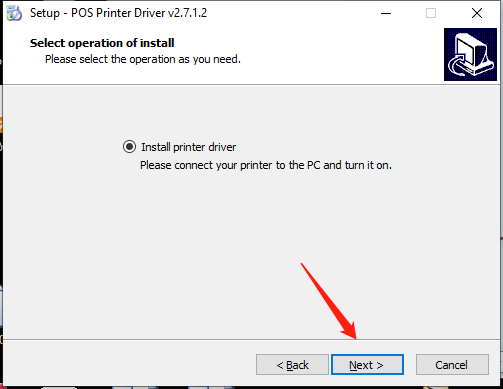 Setup - POS Printer Driver v2.7.1.2
Select operation of install
Please select the operation as you need.
Install printer driver
Please connect your printer to the PC and turn it on.
< Back
Next >
Cancel